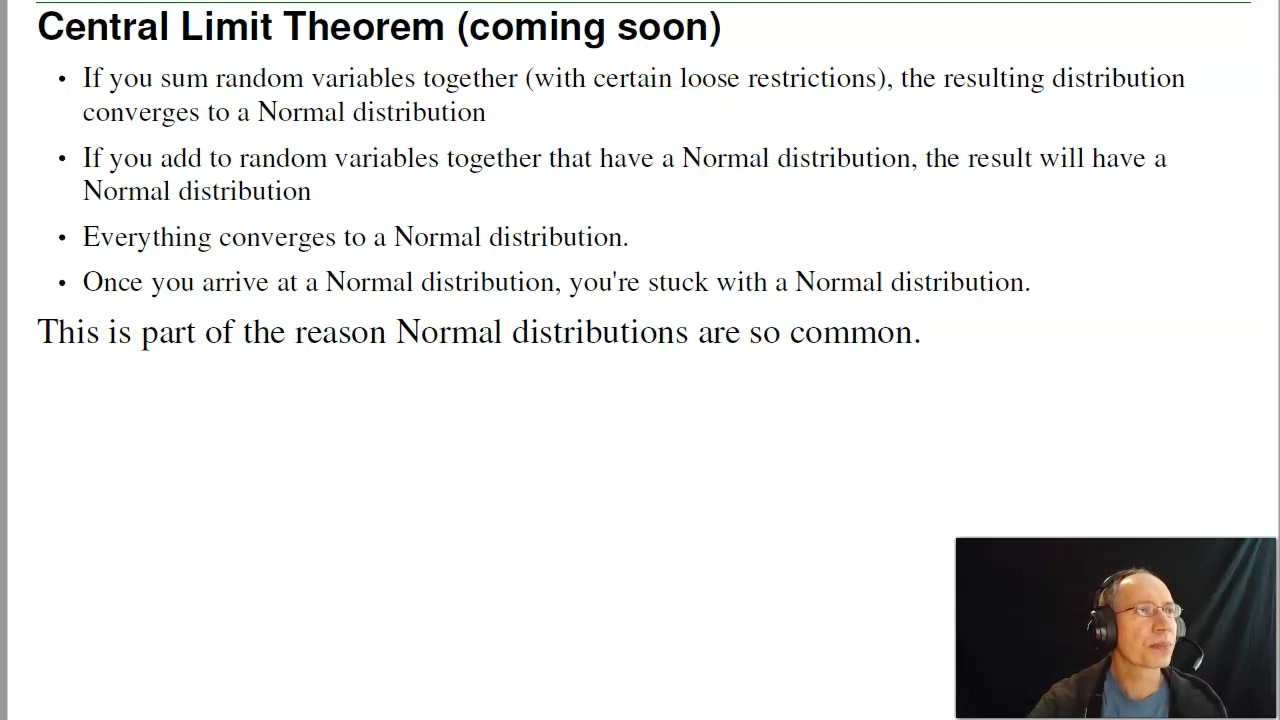 Central Limit Theorem (coming soon)
• If you sum random variables together (with certain loose restrictions), the resulting distribution
converges to a Normal distribution
• If you add to random variables together that have a Normal distribution, the result will have a
Normal distribution
• Everything converges to a Normal distribution.
• Once you arrive at a Normal distribution, you're stuck with a Normal distribution.
This is part of the reason Normal distributions are so common.